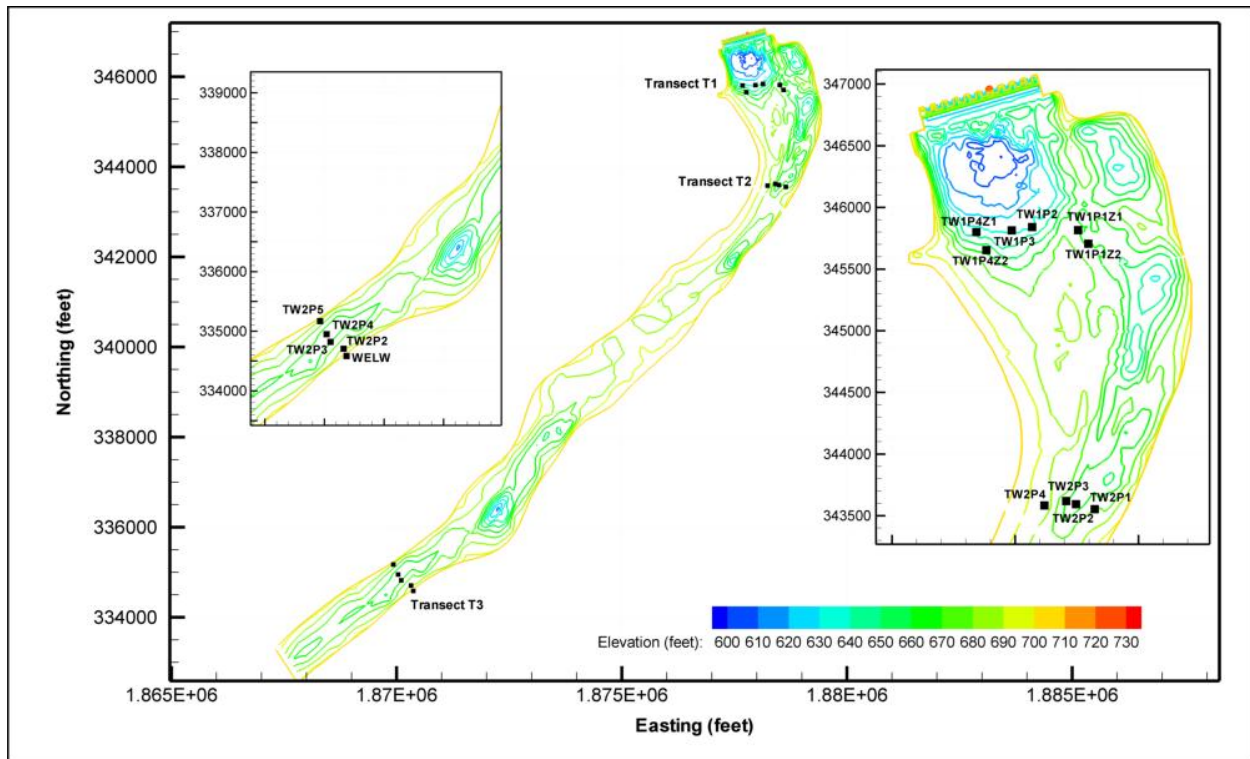 346000
344000
342000
340000
338000
336000
334000
Northing (feet)
1.865E+06
1.87E+06
1.875E+06
1.88E+06
1.885E+06
Easting (feet)
Transect T1
Transect T2
Transect T3
339000
338000
337000
336000
335000
334000
TW2P5
TW2P4
TW2P3
TW2P2
WELW
347000
346500
346000
345500
345000
344500
344000
343500
TW1P4Z1
TW1P2
TW1P1Z1
TW1P3
TW1P4Z2
TW1P1Z2
TW2P4
TW2P3
TW2P1
TW2P2
Elevation (feet): 600 610 620 630 640 650 660 670 680 690 700 710 720 730